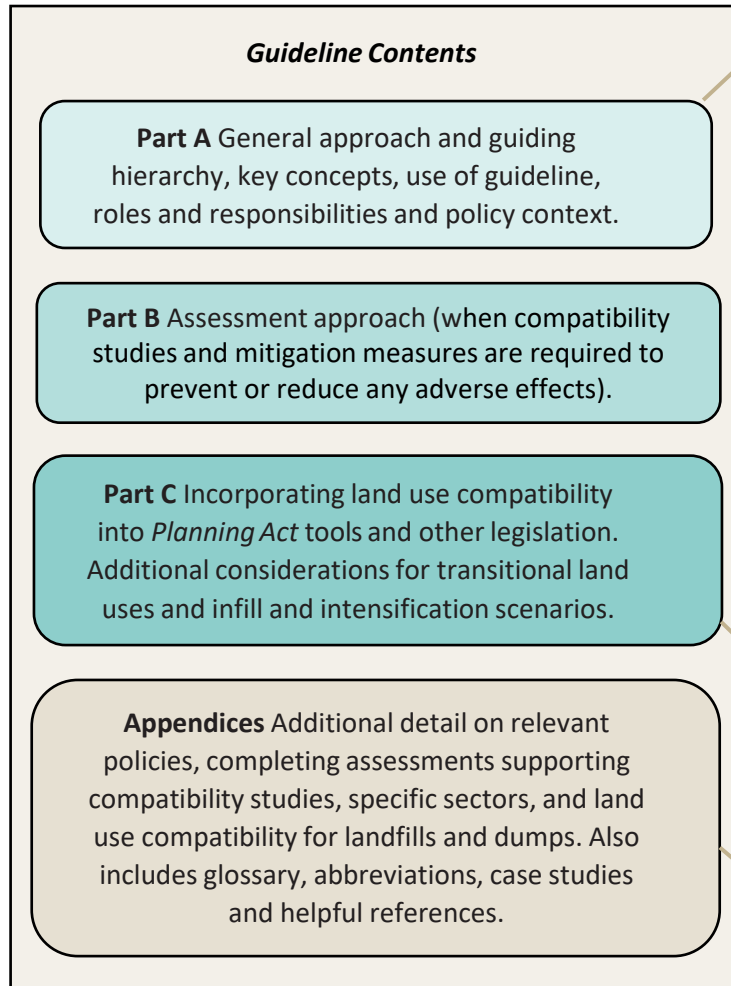 Guideline Contents
Part A General approach and guiding
hierarchy, key concepts, use of guideline,
roles and responsibilities and policy context.
Part B Assessment approach (when compatibility
studies and mitigation measures are required to
prevent or reduce any adverse effects).
Part C Incorporating land use compatibility
into Planning Act tools and other legislation.
Additional considerations for transitional land
uses and infill and intensification scenarios.
Appendices Additional detail on relevant
policies, completing assessments supporting
compatibility studies, specific sectors, and land
use compatibility for landfills and dumps. Also
includes glossary, abbreviations, case studies
and helpful references.